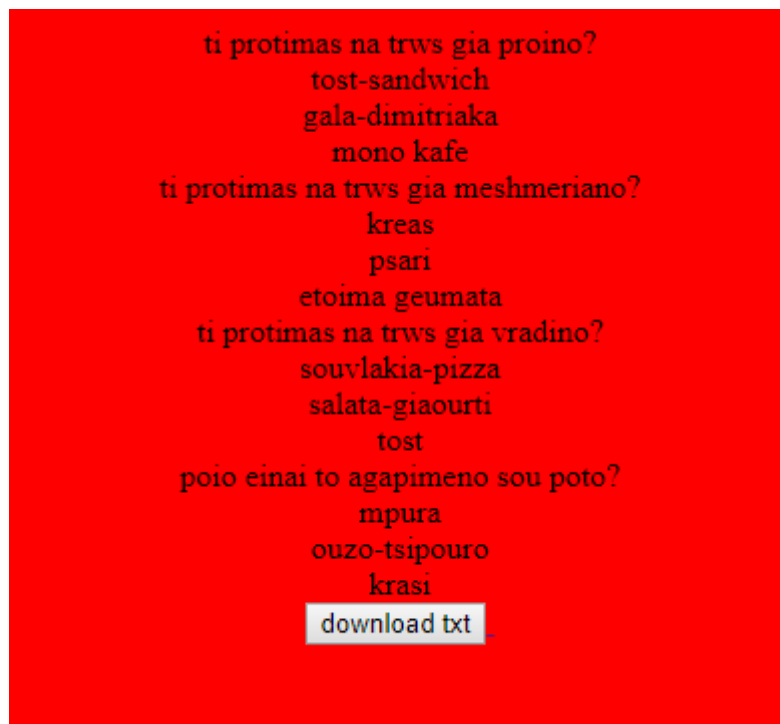 ti protimas na trws gia proino?
tost-sandwich
gala-dimitriaka
mono kafe
ti protimas na trws gia meshmeriano?
kreas
psari
etoima geumata
ti protimas na trws gia vradino?
souvlakia-pizza
salata-giaourti
tost
poio einai to agapimeno sou poto?
mpura
ouzo-tsipouro
krasi
download txt